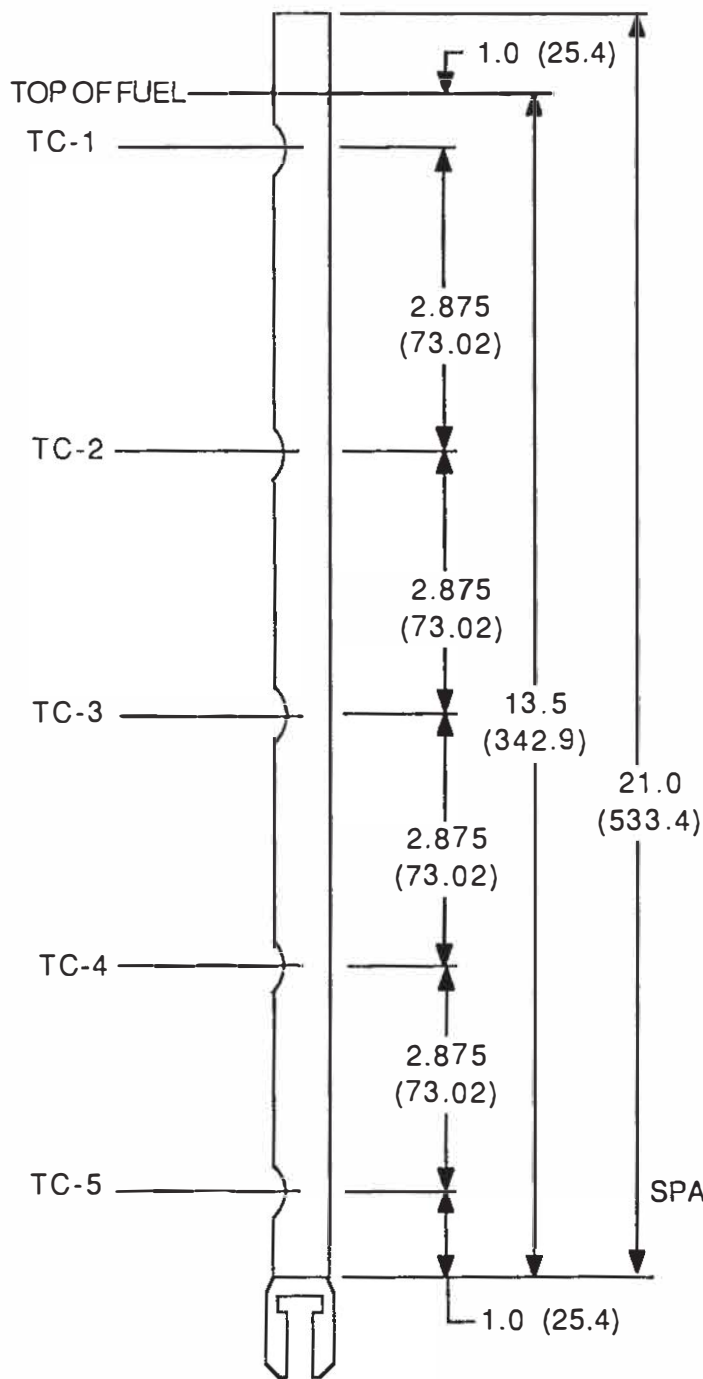 1.0 (25.4)
TOP OF FUEL
TC-1
2.875
(73.02)
TC-2
2.875
(73.02)
TC-3
13.5
(342.9)
21.0
(533.4)
2.875
(73.02)
TC-4
2.875
(73.02)
TC-5
SPA
1.0 (25.4)